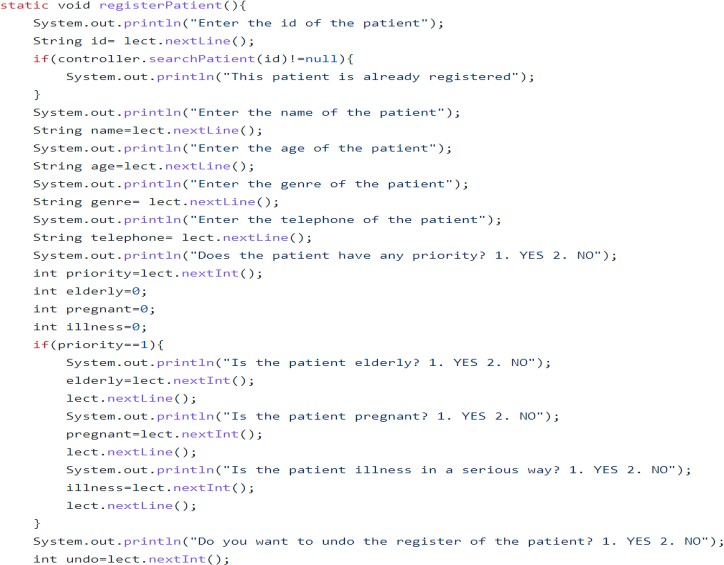 static void registerPatient(){
    System.out.println("Enter the id of the patient");
    String id= lect.nextLine();
    if(controller.searchPatient(id)!=null){
        System.out.println("This patient is already registered");
    }
    System.out.println("Enter the name of the patient");
    String name=lect.nextLine();
    System.out.println("Enter the age of the patient");
    String age=lect.nextLine();
    System.out.println("Enter the genre of the patient");
    String genre= lect.nextLine();
    System.out.println("Enter the telephone of the patient");
    String telephone= lect.nextLine();
    System.out.println("Does the patient have any priority? 1. YES 2. NO");
    int priority=lect.nextInt();
    int elderly=0;
    int pregnant=0;
    int illness=0;
    if(priority==1){
        System.out.println("Is the patient elderly? 1. YES 2. NO");
        elderly=lect.nextInt();
        lect.nextLine();
        System.out.println("Is the patient pregnant? 1. YES 2. NO");
        pregnant=lect.nextInt();
        lect.nextLine();
        System.out.println("Is the patient illness in a serious way? 1. YES 2. NO");
        illness=lect.nextInt();
        lect.nextLine();
    }
    System.out.println("Do you want to undo the register of the patient? 1. YES 2. NO");
    int undo=lect.nextInt();